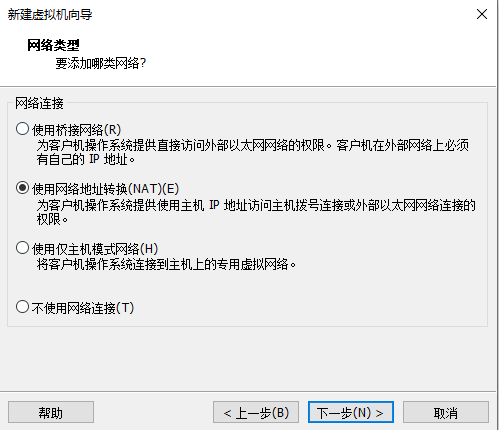 新建虚拟机向导
网络类型
要添加哪类网络?
网络连接
使用桥接网络(R)
为客户机操作系统提供直接访问外部以太网网络的权限。客户机在外部网络上必须
有自己的 IP 地址。
使用网络地址转换(NAT)(E)
为客户机操作系统提供使用主机 IP 地址访问主机拨号连接或外部以太网网络连接的
权限。
使用仅主机模式网络(H)
将客户机操作系统连接到主机上的专用虚拟网络。
不使用网络连接(T)
帮助
< 上一步(B)
下一步(N) >
取消